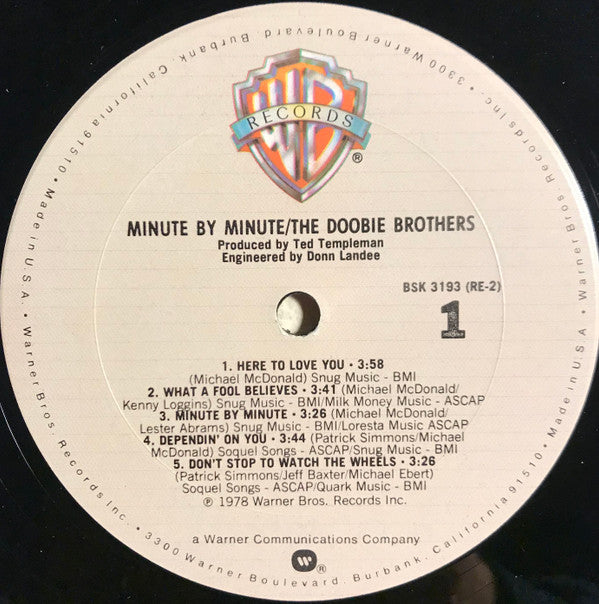 WB
RECORDS
®
MINUTE BY MINUTE/THE DOOBIE BROTHERS
Produced by Ted Templeman
Engineered by Donn Landee
BSK 3193 (RE-2)
1
1. HERE TO LOVE YOU • 3:58
(Michael McDonald) Snug Music - BMI
2. WHAT A FOOL BELIEVES • 3:41 (Michael McDonald/
Kenny Loggins) Snug Music - BMI/Milk Money Music - ASCAP
3. MINUTE BY MINUTE • 3:26 (Michael McDonald/
Lester Abrams) Snug Music - BMI/Loresta Music ASCAP
4. DEPENDIN' ON YOU • 3:44 (Patrick Simmons/Michael
McDonald) Soquel Songs - ASCAP/Snug Music - BMI
5. DON'T STOP TO WATCH THE WHEELS • 3:26
(Patrick Simmons/Jeff Baxter/Michael Ebert)
Soquel Songs - ASCAP/Quark Music - BMI
℗ 1978 Warner Bros. Records Inc.
a Warner Communications Company
W ®
Warner Bros. Records Inc. • 3300 Warner Boulevard, Burbank, California 91510 • Made in U.S.A. • Warner Bros. Records Inc. • 3300 Warner Boulevard, Burbank, California 91510 • Made in U.S.A. •